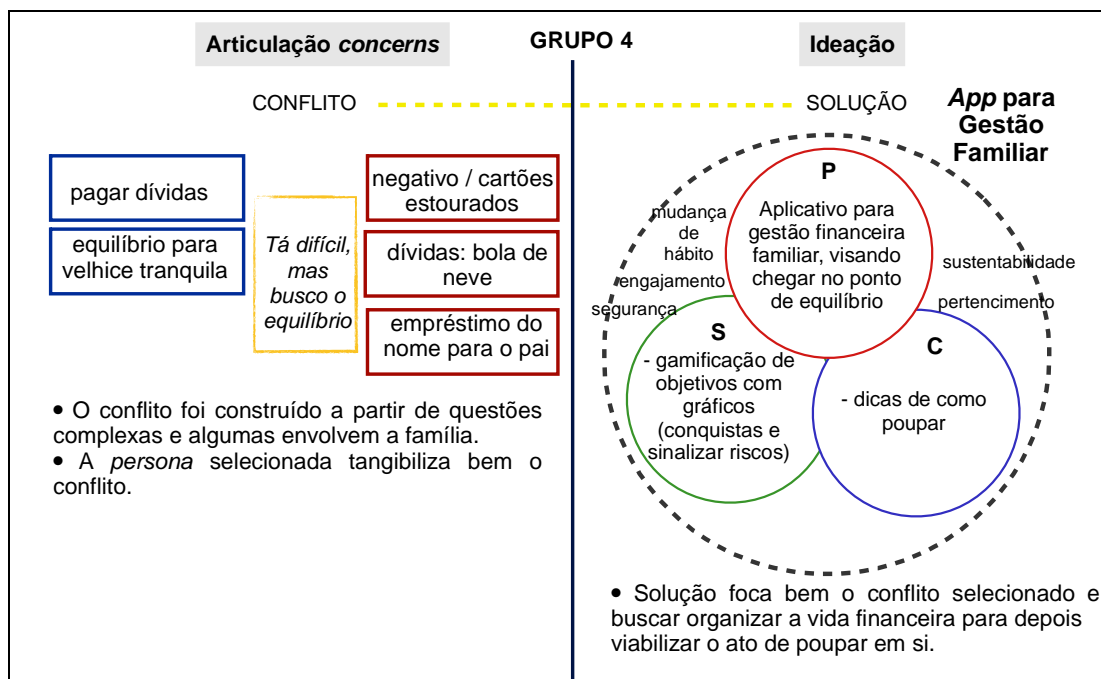 GRUPO 4
Articulação concerns
CONFLITO
pagar dívidas
equilíbrio para
velhice tranquila
Tá difícil,
mas
busco o
equilíbrio
negativo / cartões
estourados
dívidas: bola de
neve
empréstimo do
nome para o pai
• O conflito foi construído a partir de questões
complexas e algumas envolvem a família.
• A persona selecionada tangibiliza bem o
conflito.
Ideação
SOLUÇÃO
App para
Gestão
Familiar
P
Aplicativo para
gestão financeira
familiar, visando
chegar no ponto
de equilíbrio
mudança
de
hábito
engajamento
segurança
sustentabilidade
pertencimento
S
- gamificação de
objetivos com
gráficos
(conquistas e
sinalizar riscos)
C
- dicas de como
poupar
• Solução foca bem o conflito selecionado e
buscar organizar a vida financeira para depois
viabilizar o ato de poupar em si.